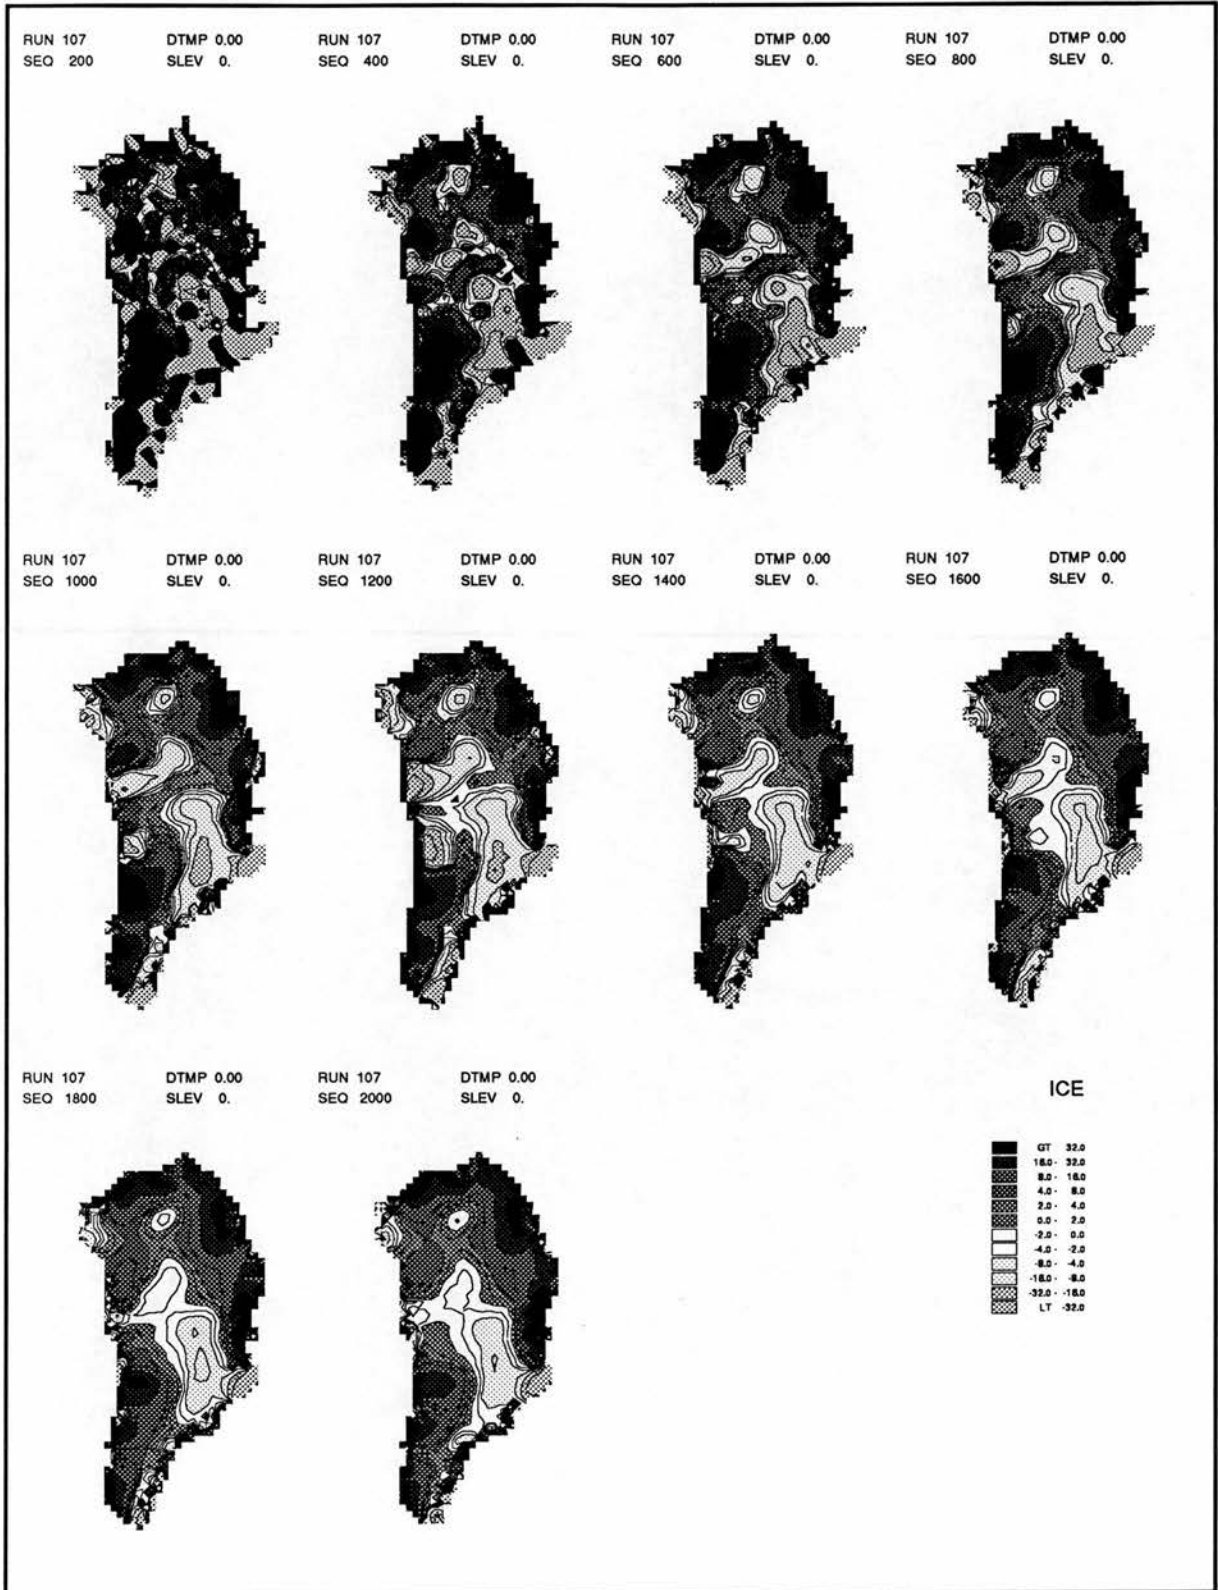 RUN 107 DTMP 0.00 RUN 107 DTMP 0.00 RUN 107 DTMP 0.00 RUN 107 DTMP 0.00
SEQ 200 SLEV 0. SEQ 400 SLEV 0. SEQ 600 SLEV 0. SEQ 800 SLEV 0.
RUN 107 DTMP 0.00 RUN 107 DTMP 0.00 RUN 107 DTMP 0.00 RUN 107 DTMP 0.00
SEQ 1000 SLEV 0. SEQ 1200 SLEV 0. SEQ 1400 SLEV 0. SEQ 1600 SLEV 0.
RUN 107 DTMP 0.00 RUN 107 DTMP 0.00
SEQ 1800 SLEV 0. SEQ 2000 SLEV 0.
ICE
GT 32.0
16.0 - 32.0
8.0 - 16.0
4.0 - 8.0
2.0 - 4.0
0.0 - 2.0
-2.0 - 0.0
-4.0 - -2.0
-8.0 - -4.0
-16.0 - -8.0
-32.0 - -16.0
LT -32.0